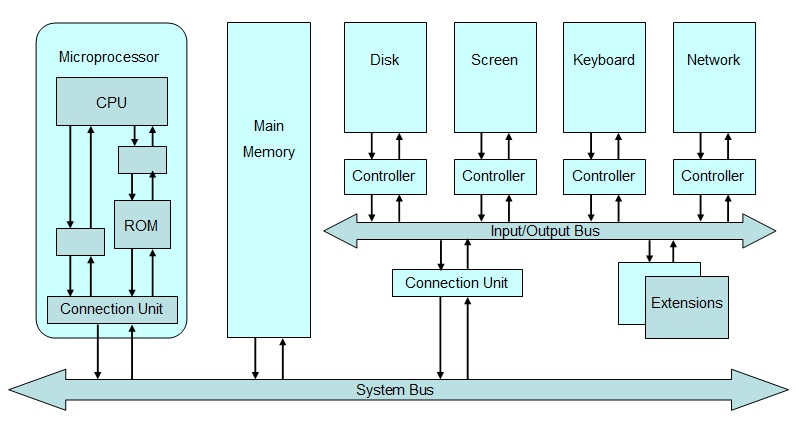 Microprocessor
CPU
ROM
Connection Unit
Main
Memory
Disk
Screen
Keyboard
Network
Controller
Controller
Controller
Controller
Input/Output Bus
Connection Unit
Extensions
System Bus